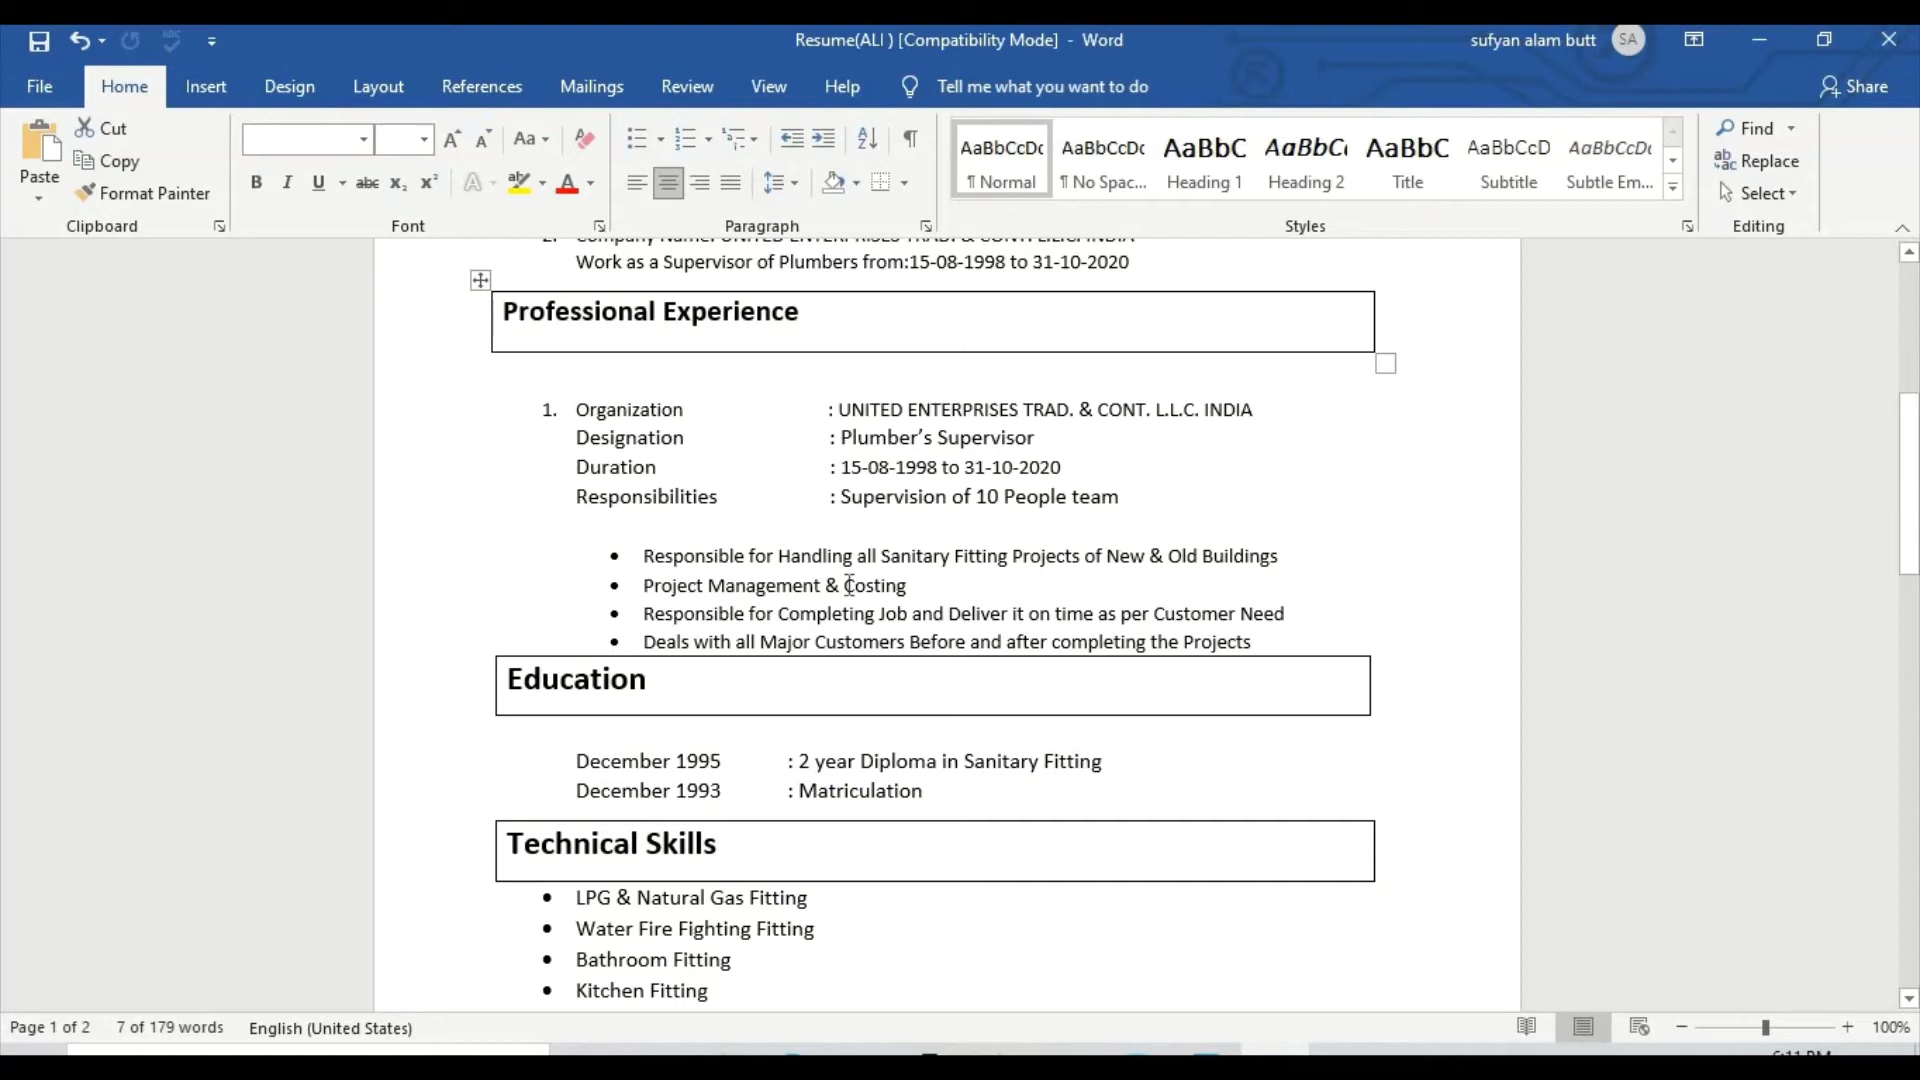 Resume(ALI ) [Compatibility Mode] - Word
sufyan alam butt
SA
File
Home
Insert
Design
Layout
References
Mailings
Review
View
Help
Tell me what you want to do
Share
Paste
Cut
Copy
Format Painter
Clipboard
Font
Paragraph
AaBbCcDc
¶ Normal
AaBbCcDc
¶ No Spac...
AaBbC
Heading 1
AaBbC
Heading 2
AaBbC
Title
AaBbCcD
Subtitle
AaBbCcDc
Subtle Em...
Styles
Find
Replace
Select
Editing
2. Company Name: UNITED ENTERPRISES TRAD. & CONT. L.L.C. INDIA
Work as a Supervisor of Plumbers from:15-08-1998 to 31-10-2020
Professional Experience
1. Organization : UNITED ENTERPRISES TRAD. & CONT. L.L.C. INDIA
Designation : Plumber’s Supervisor
Duration : 15-08-1998 to 31-10-2020
Responsibilities : Supervision of 10 People team
• Responsible for Handling all Sanitary Fitting Projects of New & Old Buildings
• Project Management & Costing
• Responsible for Completing Job and Deliver it on time as per Customer Need
• Deals with all Major Customers Before and after completing the Projects
Education
December 1995 : 2 year Diploma in Sanitary Fitting
December 1993 : Matriculation
Technical Skills
• LPG & Natural Gas Fitting
• Water Fire Fighting Fitting
• Bathroom Fitting
• Kitchen Fitting
Page 1 of 2
7 of 179 words
English (United States)
100%